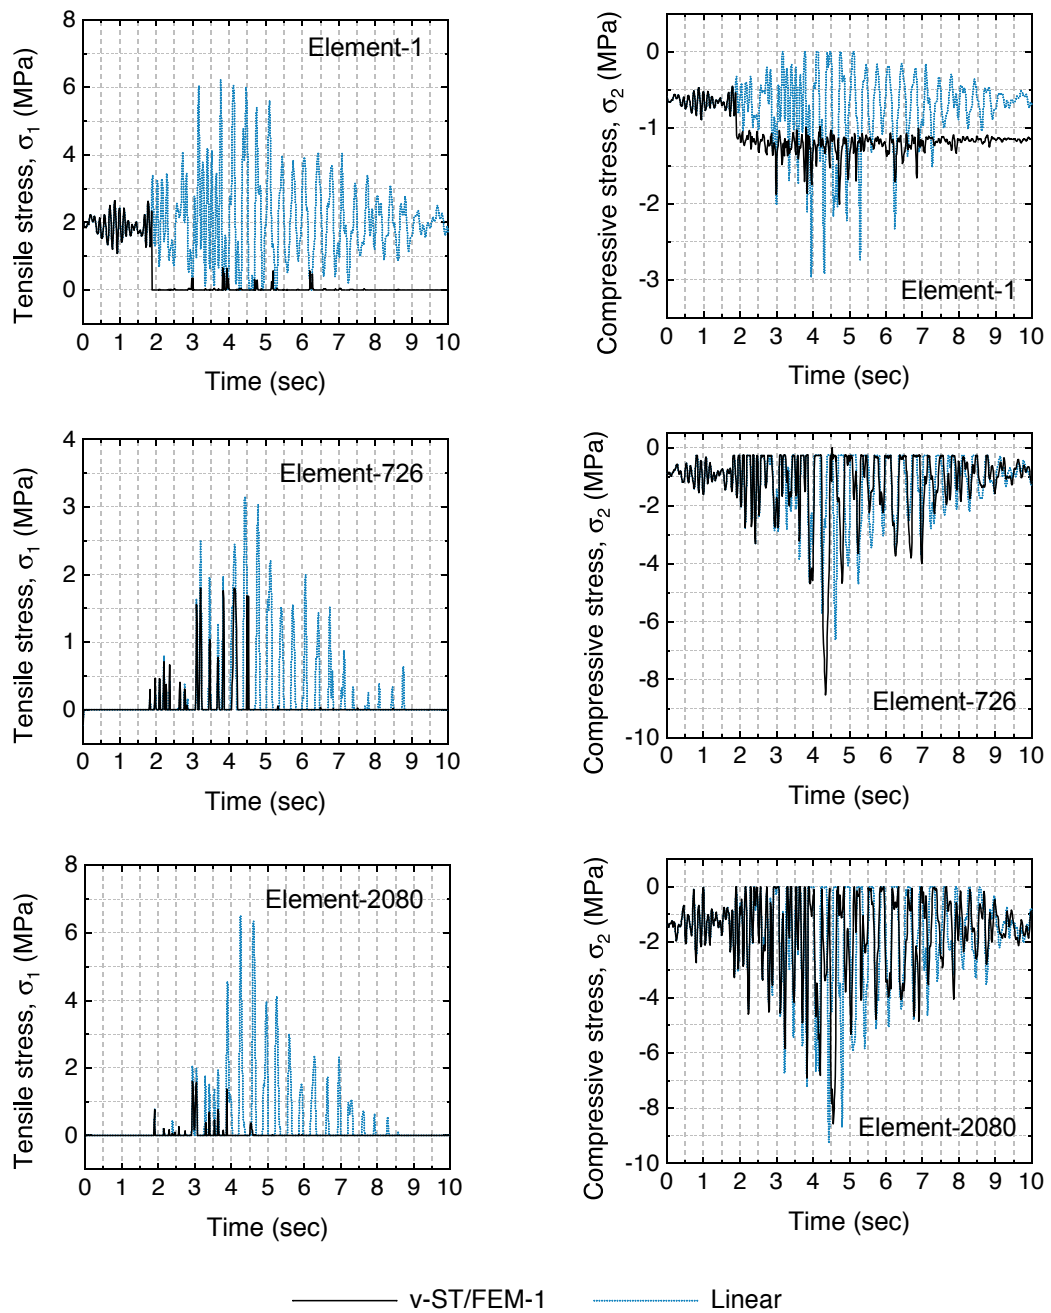 Tensile stress, σ1 (MPa)
8
6
4
2
0
Element-1
0 1 2 3 4 5 6 7 8 9 10
Time (sec)
Compressive stress, σ2 (MPa)
0
-1
-2
-3
Element-1
0 1 2 3 4 5 6 7 8 9 10
Time (sec)
Tensile stress, σ1 (MPa)
4
3
2
1
0
Element-726
0 1 2 3 4 5 6 7 8 9 10
Time (sec)
Compressive stress, σ2 (MPa)
0
-2
-4
-6
-8
-10
Element-726
0 1 2 3 4 5 6 7 8 9 10
Time (sec)
Tensile stress, σ1 (MPa)
8
6
4
2
0
Element-2080
0 1 2 3 4 5 6 7 8 9 10
Time (sec)
Compressive stress, σ2 (MPa)
0
-2
-4
-6
-8
-10
Element-2080
0 1 2 3 4 5 6 7 8 9 10
Time (sec)
v-ST/FEM-1
Linear